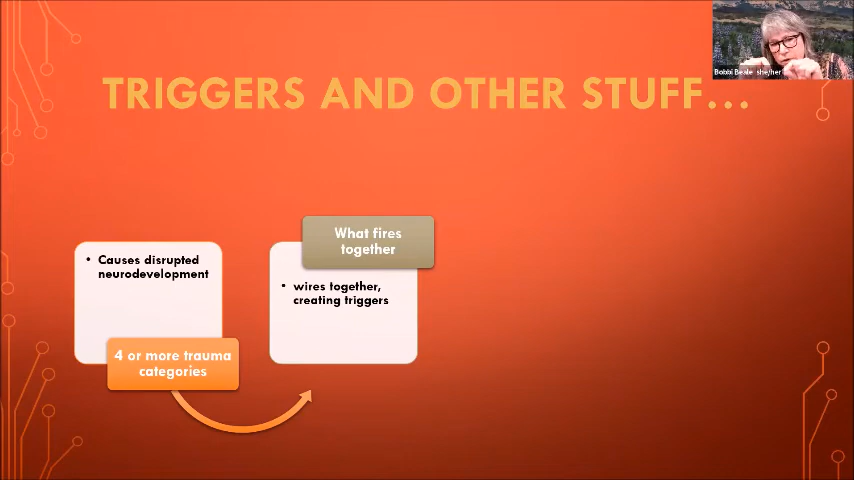 Bobbi Beale she/her
TRIGGERS AND OTHER STUFF...
• Causes disrupted
neurodevelopment
4 or more trauma
categories
What fires
together
• wires together,
creating triggers